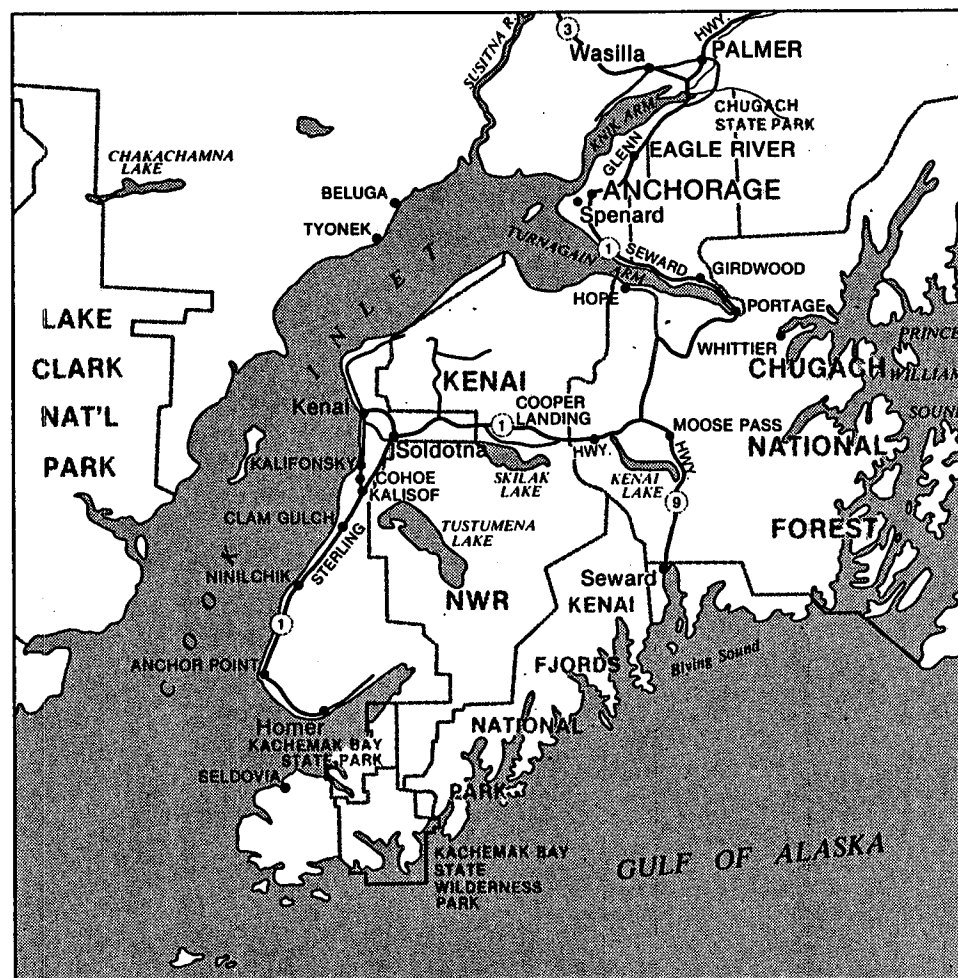 3
HWY.
Wasilla
PALMER
SUSITNA R.
KNIK ARM
CHUGACH
STATE PARK
CHAKACHAMNA
LAKE
GLENN
EAGLE RIVER
ANCHORAGE
BELUGA
Spenard
TYONEK
TURNAGAIN
ARM
1
SEWARD
GIRDWOOD
HOPE
PORTAGE
LAKE
CLARK
NAT'L
PARK
COOK INLET
WHITTIER
PRINCE
WILLIAM
SOUND
CHUGACH
NATIONAL
FOREST
KENAI
NWR
Kenai
COOPER
LANDING
1
MOOSE PASS
Soldotna
HWY.
HWY.
KALIFONSKY
COHOE
KALISOF
SKILAK
LAKE
KENAI
LAKE
9
CLAM GULCH
TUSTUMENA
LAKE
STERLING
NINILCHIK
Seward
KENAI
FJORDS
NATIONAL
PARK
1
ANCHOR POINT
Blying Sound
Homer
KACHEMAK BAY
STATE PARK
SELDOVIA
GULF OF ALASKA
KACHEMAK BAY
STATE
WILDERNESS
PARK